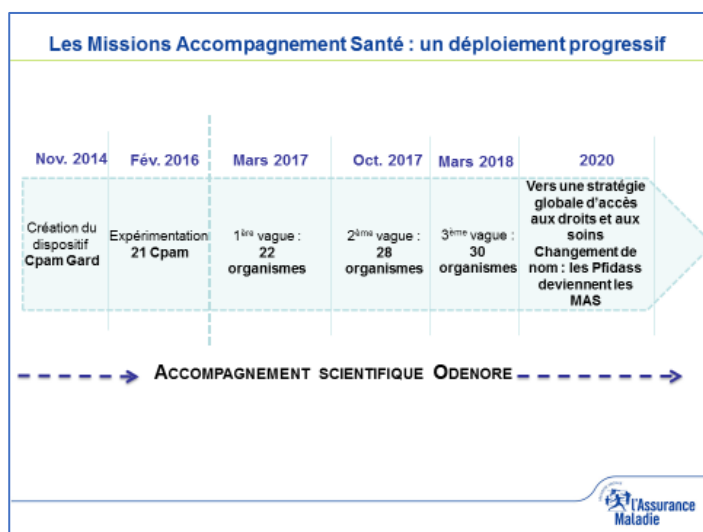 Les Missions Accompagnement Santé : un déploiement progressif
Nov. 2014
Fév. 2016
Mars 2017
Oct. 2017
Mars 2018
2020
Création du
dispositif
Cpam Gard
Expérimentation
21 Cpam
1ère vague :
22
organismes
2ème vague :
28
organismes
3ème vague :
30
organismes
Vers une stratégie
globale d'accès
aux droits et aux
soins
Changement de
nom : les Pfidass
deviennent les
MAS
ACCOMPAGNEMENT SCIENTIFIQUE ODENORE
l'Assurance
Maladie